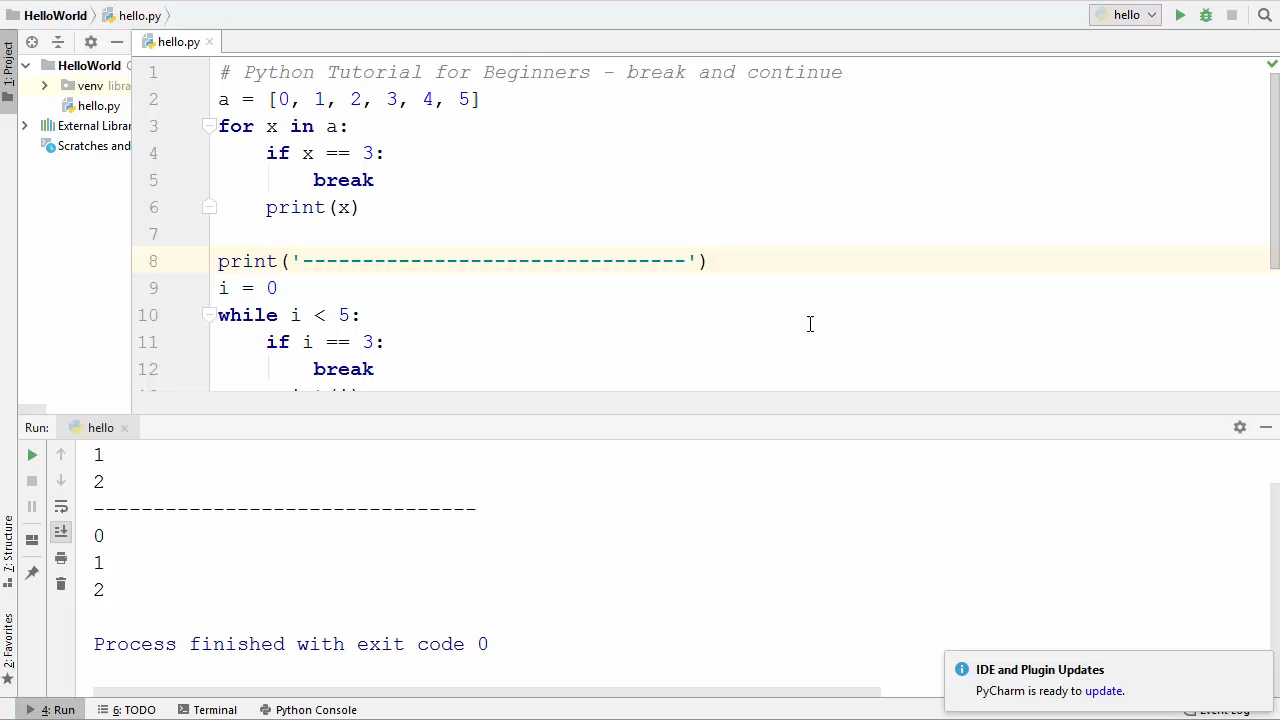 HelloWorld hello.py hello
1: Project
hello.py
HelloWorld
venv libra
hello.py
External Librar
Scratches and
1 # Python Tutorial for Beginners - break and continue
2 a = [0, 1, 2, 3, 4, 5]
3 for x in a:
4 if x == 3:
5 break
6 print(x)
7
8 print('--------------------------------')
9 i = 0
10 while i < 5:
11 if i == 3:
12 break
Run: hello
1
2
--------------------------------
0
1
2
Process finished with exit code 0
7: Structure
2: Favorites
IDE and Plugin Updates
PyCharm is ready to update.
4: Run 6: TODO Terminal Python Console Event Log